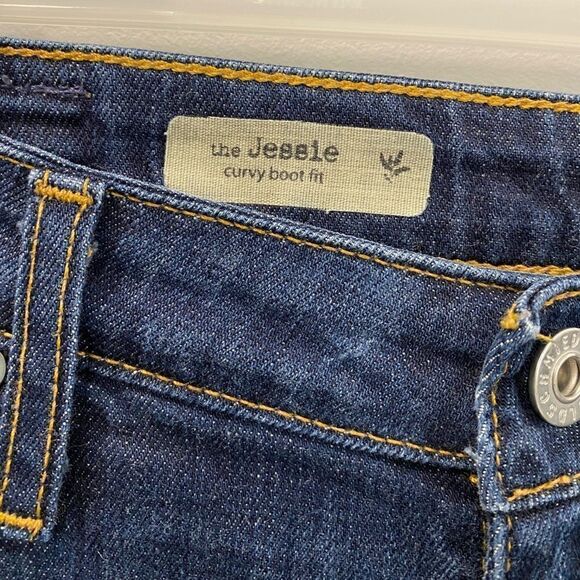 the Jessie
curvy boot fit